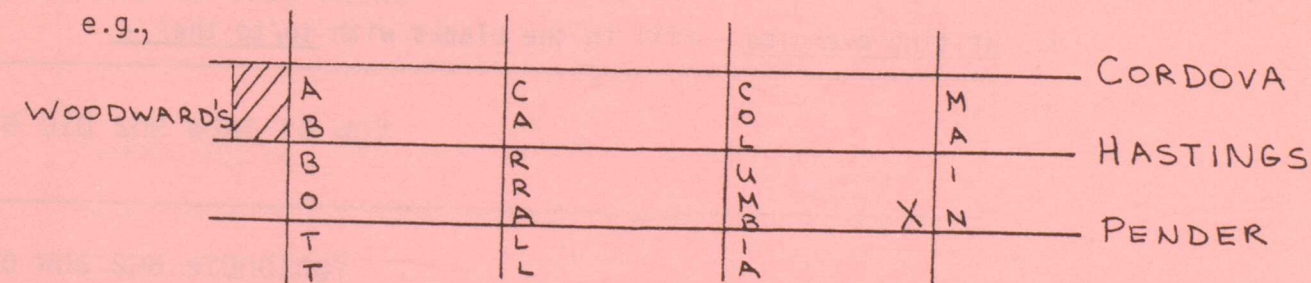 e.g.,
CORDOVA
WOODWARD'S
HASTINGS
PENDER
ABBOTT
CARRALL
COLUMBIA
MAIN
X